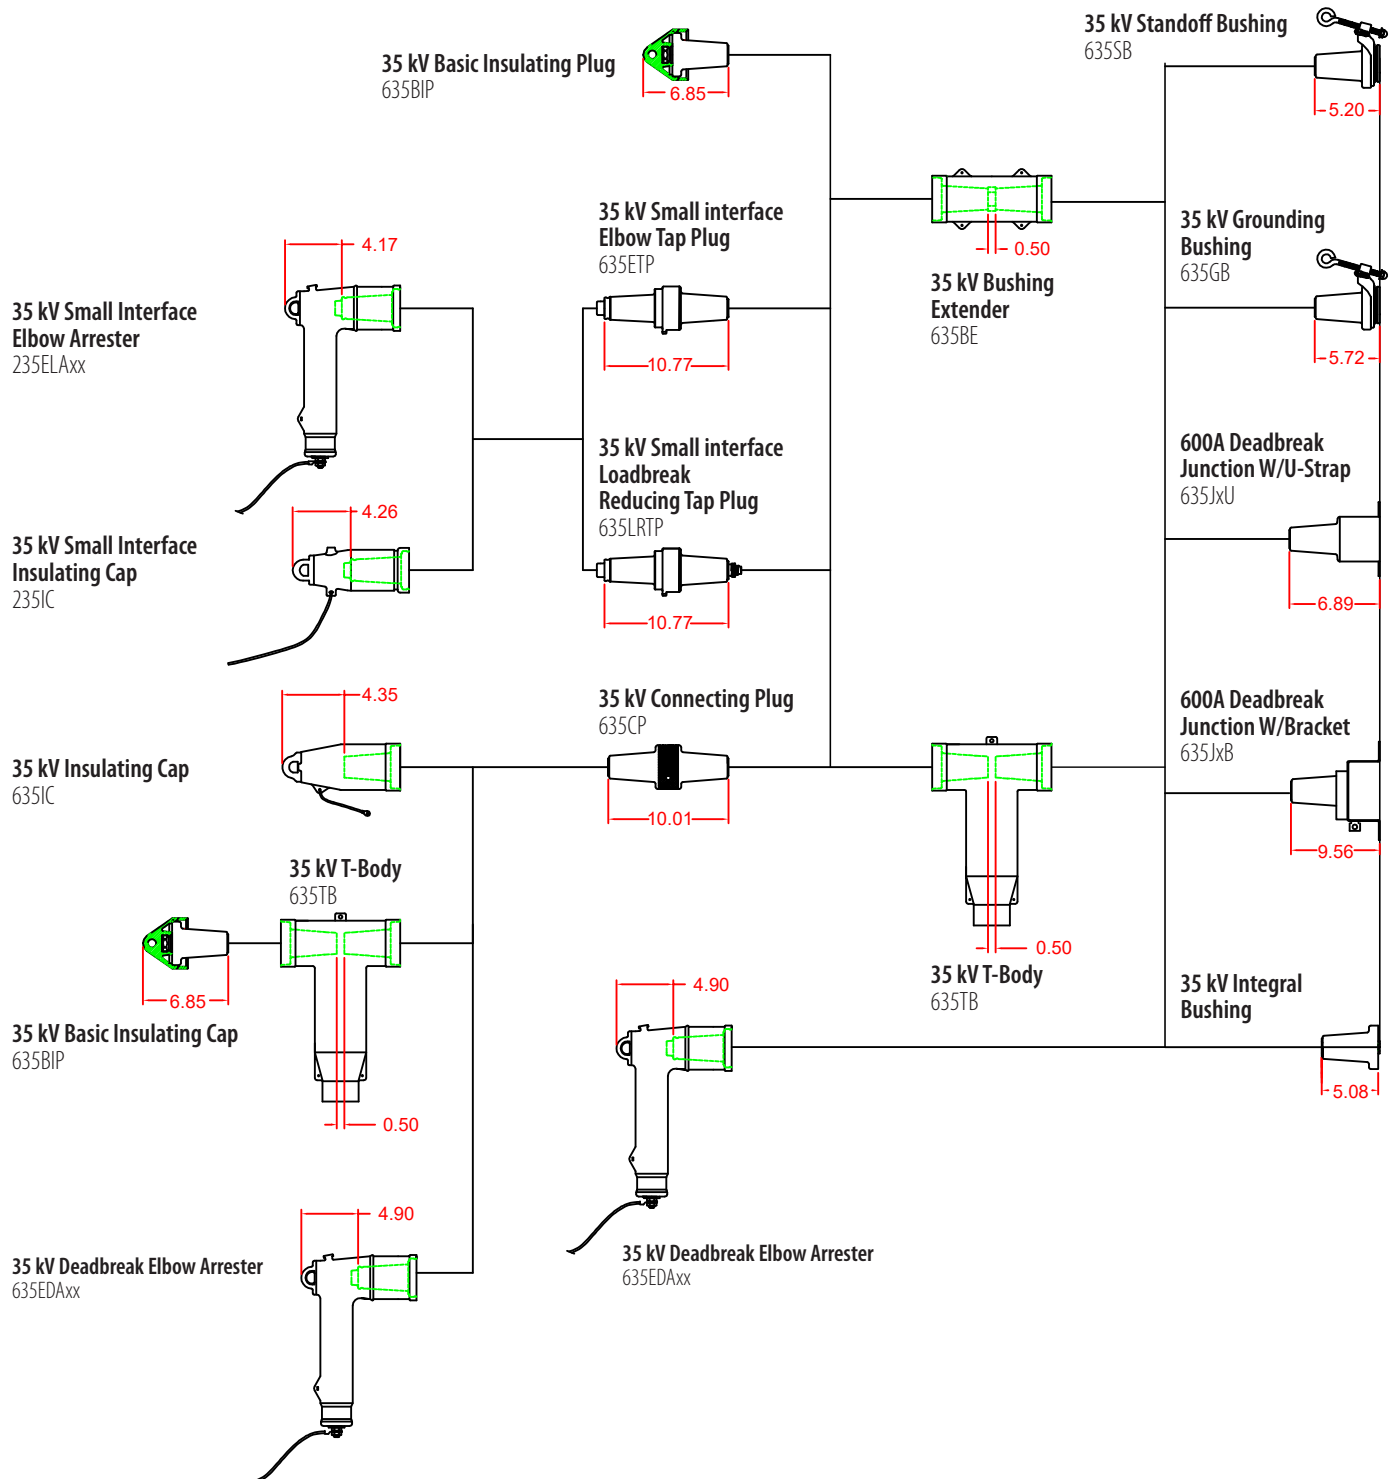 35 kV Standoff Bushing
635SB
5.20
35 kV Basic Insulating Plug
635BIP
6.85
35 kV Small interface
Elbow Tap Plug
635ETP
10.77
0.50
35 kV Bushing
Extender
635BE
35 kV Grounding
Bushing
635GB
5.72
4.17
35 kV Small Interface
Elbow Arrester
235ELAxx
35 kV Small interface
Loadbreak
Reducing Tap Plug
635LRTP
10.77
600A Deadbreak
Junction W/U-Strap
635JxU
6.89
4.26
35 kV Small Interface
Insulating Cap
235IC
4.35
35 kV Insulating Cap
635IC
35 kV Connecting Plug
635CP
10.01
600A Deadbreak
Junction W/Bracket
635JxB
9.56
35 kV T-Body
635TB
6.85
35 kV Basic Insulating Cap
635BIP
0.50
0.50
35 kV T-Body
635TB
35 kV Integral
Bushing
5.08
4.90
35 kV Deadbreak Elbow Arrester
635EDAxx
4.90
35 kV Deadbreak Elbow Arrester
635EDAxx